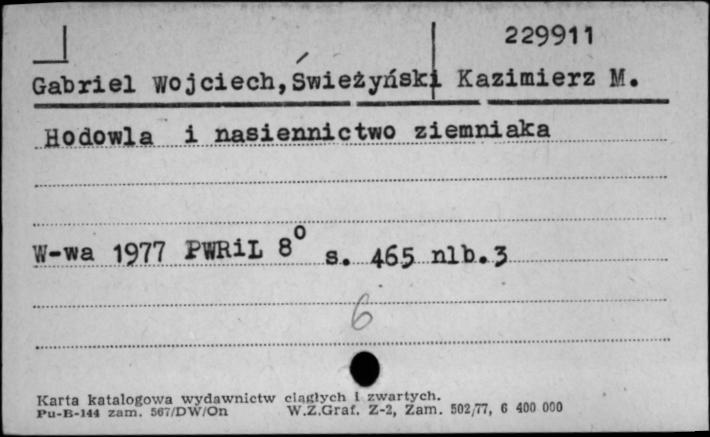 229911
Gabriel Wojciech, Świeżyński Kazimierz M.
Hodowla i nasiennictwo ziemniaka
W-wa 1977 PWRiL 8° s. 465 nlb. 3
6
Karta katalogowa wydawnictw ciągłych i zwartych.
Pu-B-144 zam. 567/DW/On W.Z.Graf. Z-2, Zam. 502/77, 6 400 000